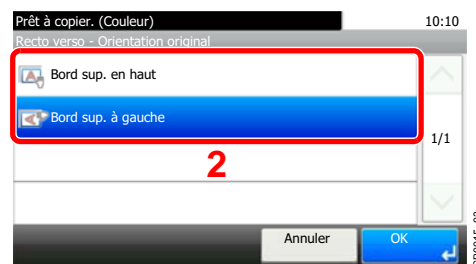 Prêt à copier. (Couleur) 10:10
Recto verso - Orientation original
Bord sup. en haut
Bord sup. à gauche
1/1
2
Annuler OK